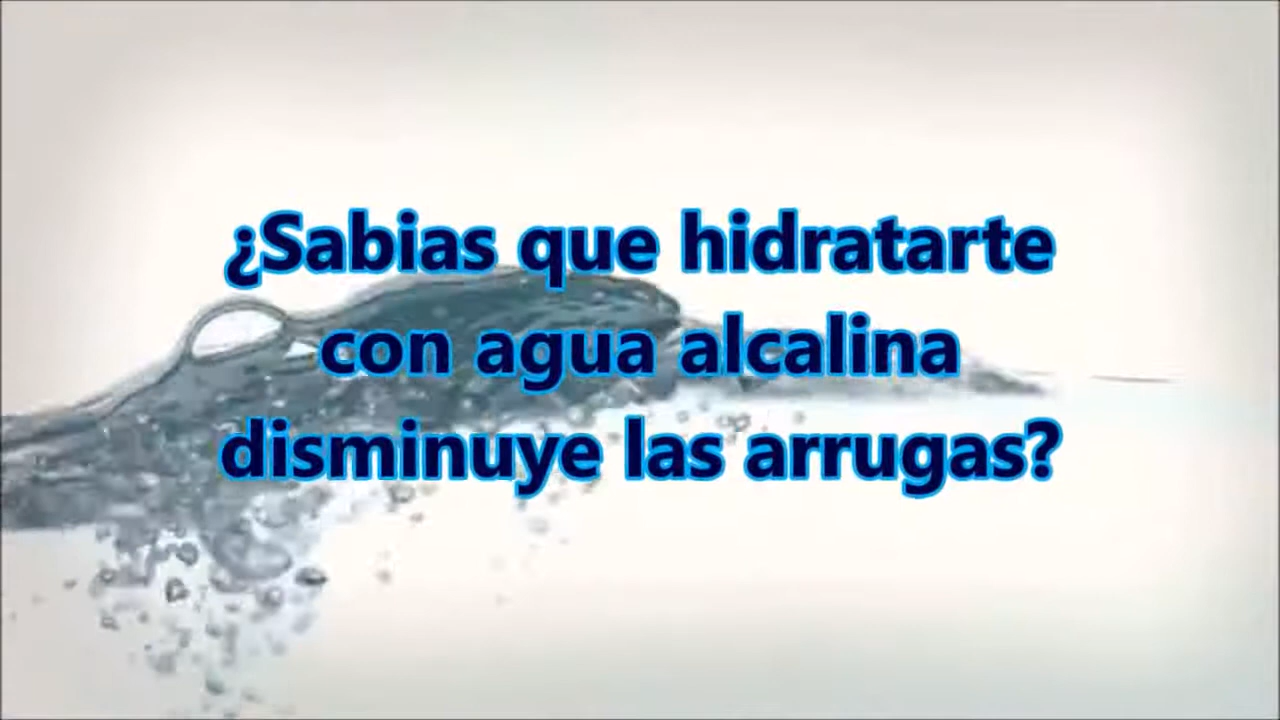 ¿Sabias que hidratarte
con agua alcalina
disminuye las arrugas?